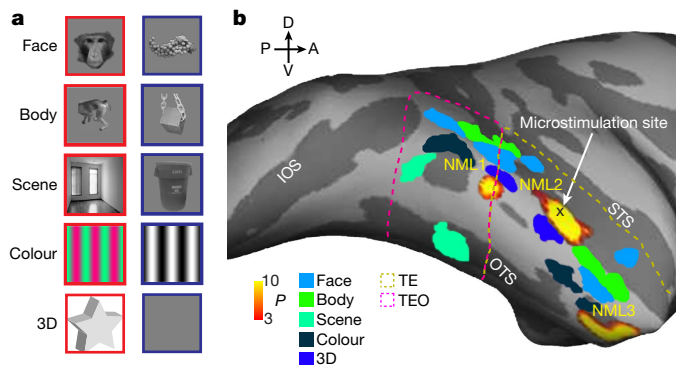 a
Face
Body
Scene
Colour
3D
b
D
P A
V
Microstimulation site
x
IOS
NML1
NML2
STS
OTS
NML3
10
P
3
Face
Body
Scene
Colour
3D
TE
TEO